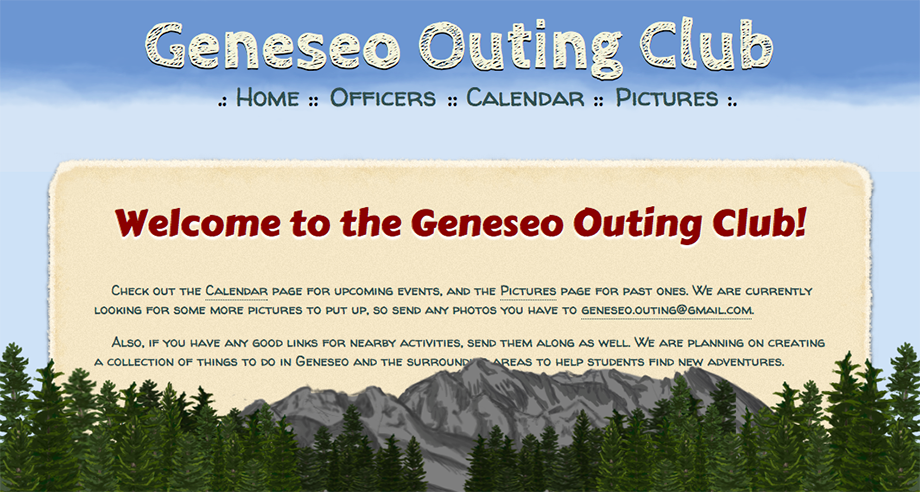 Geneseo Outing Club
.: Home :: Officers :: Calendar :: Pictures :.
Welcome to the Geneseo Outing Club!
Check out the Calendar page for upcoming events, and the Pictures page for past ones. We are currently
looking for some more pictures to put up, so send any photos you have to geneseo.outing@gmail.com.
Also, if you have any good links for nearby activities, send them along as well. We are planning on creating
a collection of things to do in Geneseo and the surrounding areas to help students find new adventures.